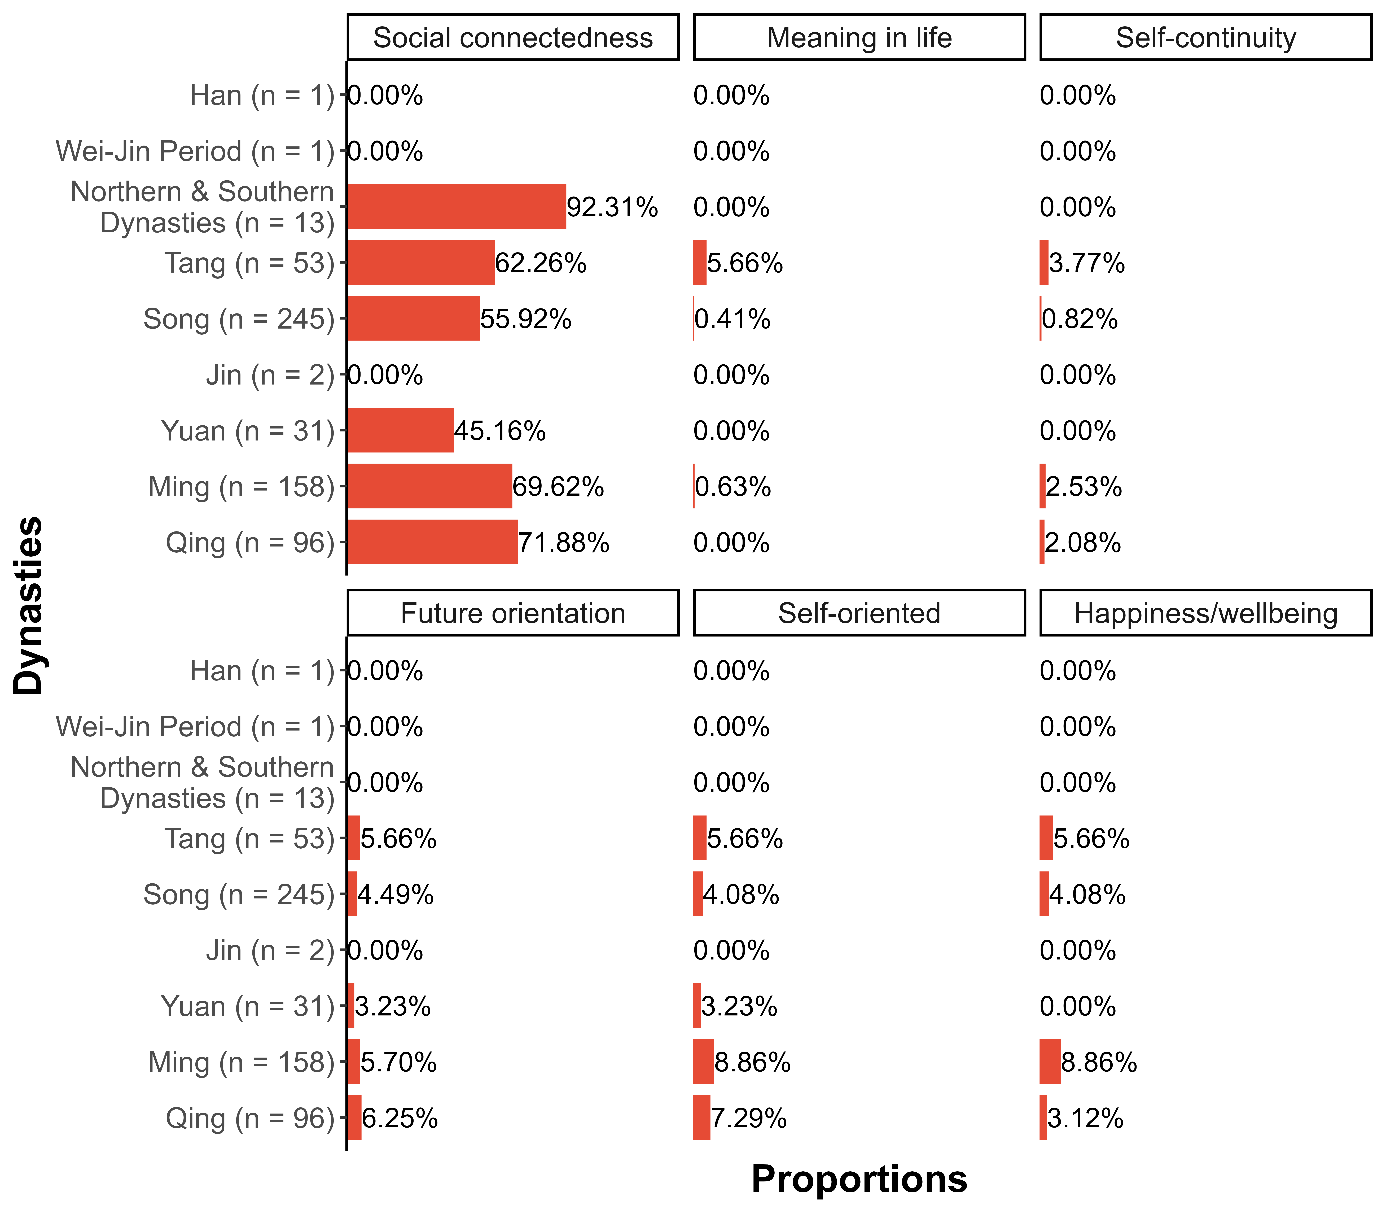 Social connectedness Meaning in life Self-continuity
Han (n = 1) 0.00% 0.00% 0.00%
Wei-Jin Period (n = 1) 0.00% 0.00% 0.00%
Northern & Southern
Dynasties (n = 13) 92.31% 0.00% 0.00%
Tang (n = 53) 62.26% 5.66% 3.77%
Song (n = 245) 55.92% 0.41% 0.82%
Jin (n = 2) 0.00% 0.00% 0.00%
Yuan (n = 31) 45.16% 0.00% 0.00%
Ming (n = 158) 69.62% 0.63% 2.53%
Qing (n = 96) 71.88% 0.00% 2.08%
Dynasties
Future orientation Self-oriented Happiness/wellbeing
Han (n = 1) 0.00% 0.00% 0.00%
Wei-Jin Period (n = 1) 0.00% 0.00% 0.00%
Northern & Southern
Dynasties (n = 13) 0.00% 0.00% 0.00%
Tang (n = 53) 5.66% 5.66% 5.66%
Song (n = 245) 4.49% 4.08% 4.08%
Jin (n = 2) 0.00% 0.00% 0.00%
Yuan (n = 31) 3.23% 3.23% 0.00%
Ming (n = 158) 5.70% 8.86% 8.86%
Qing (n = 96) 6.25% 7.29% 3.12%
Proportions